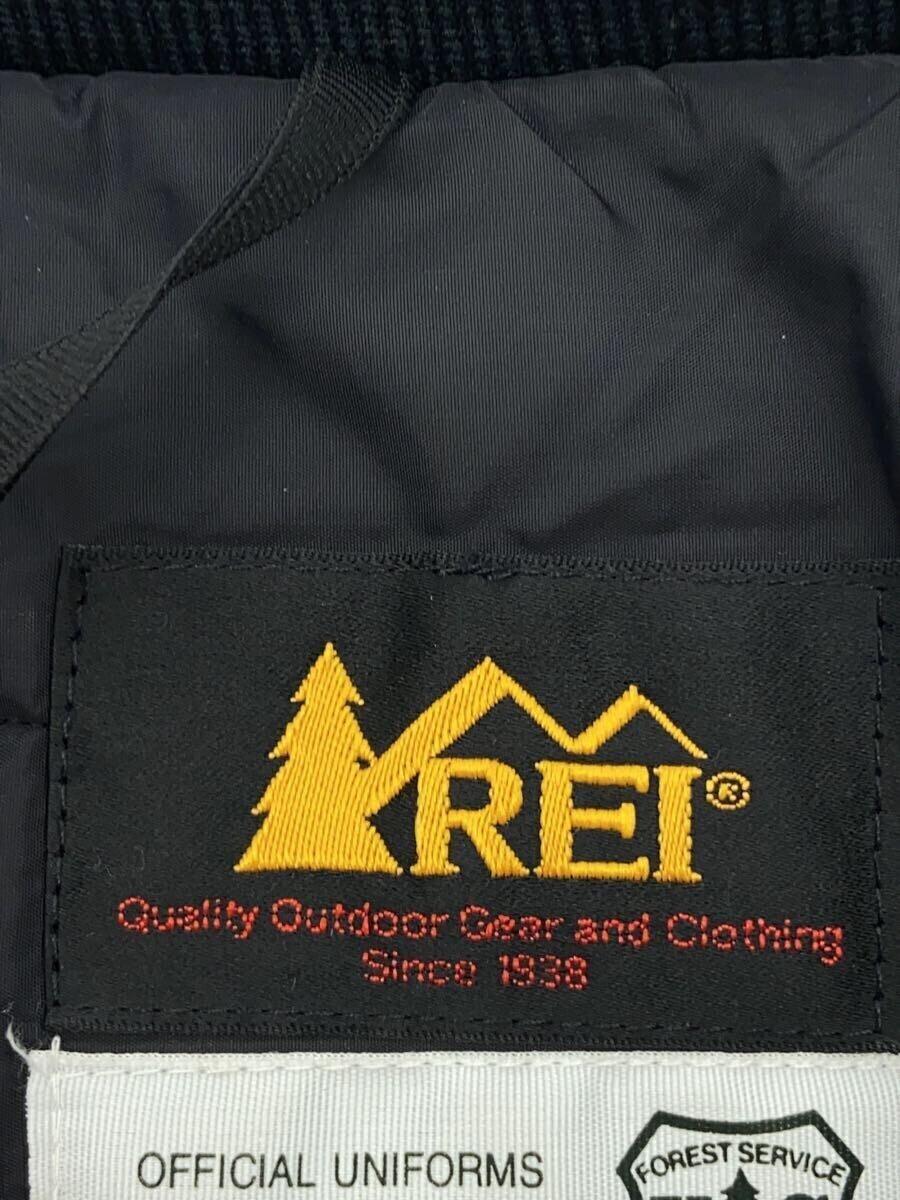 REI®
Quality Outdoor Gear and Clothing
Since 1938
OFFICIAL UNIFORMS
FOREST SERVICE